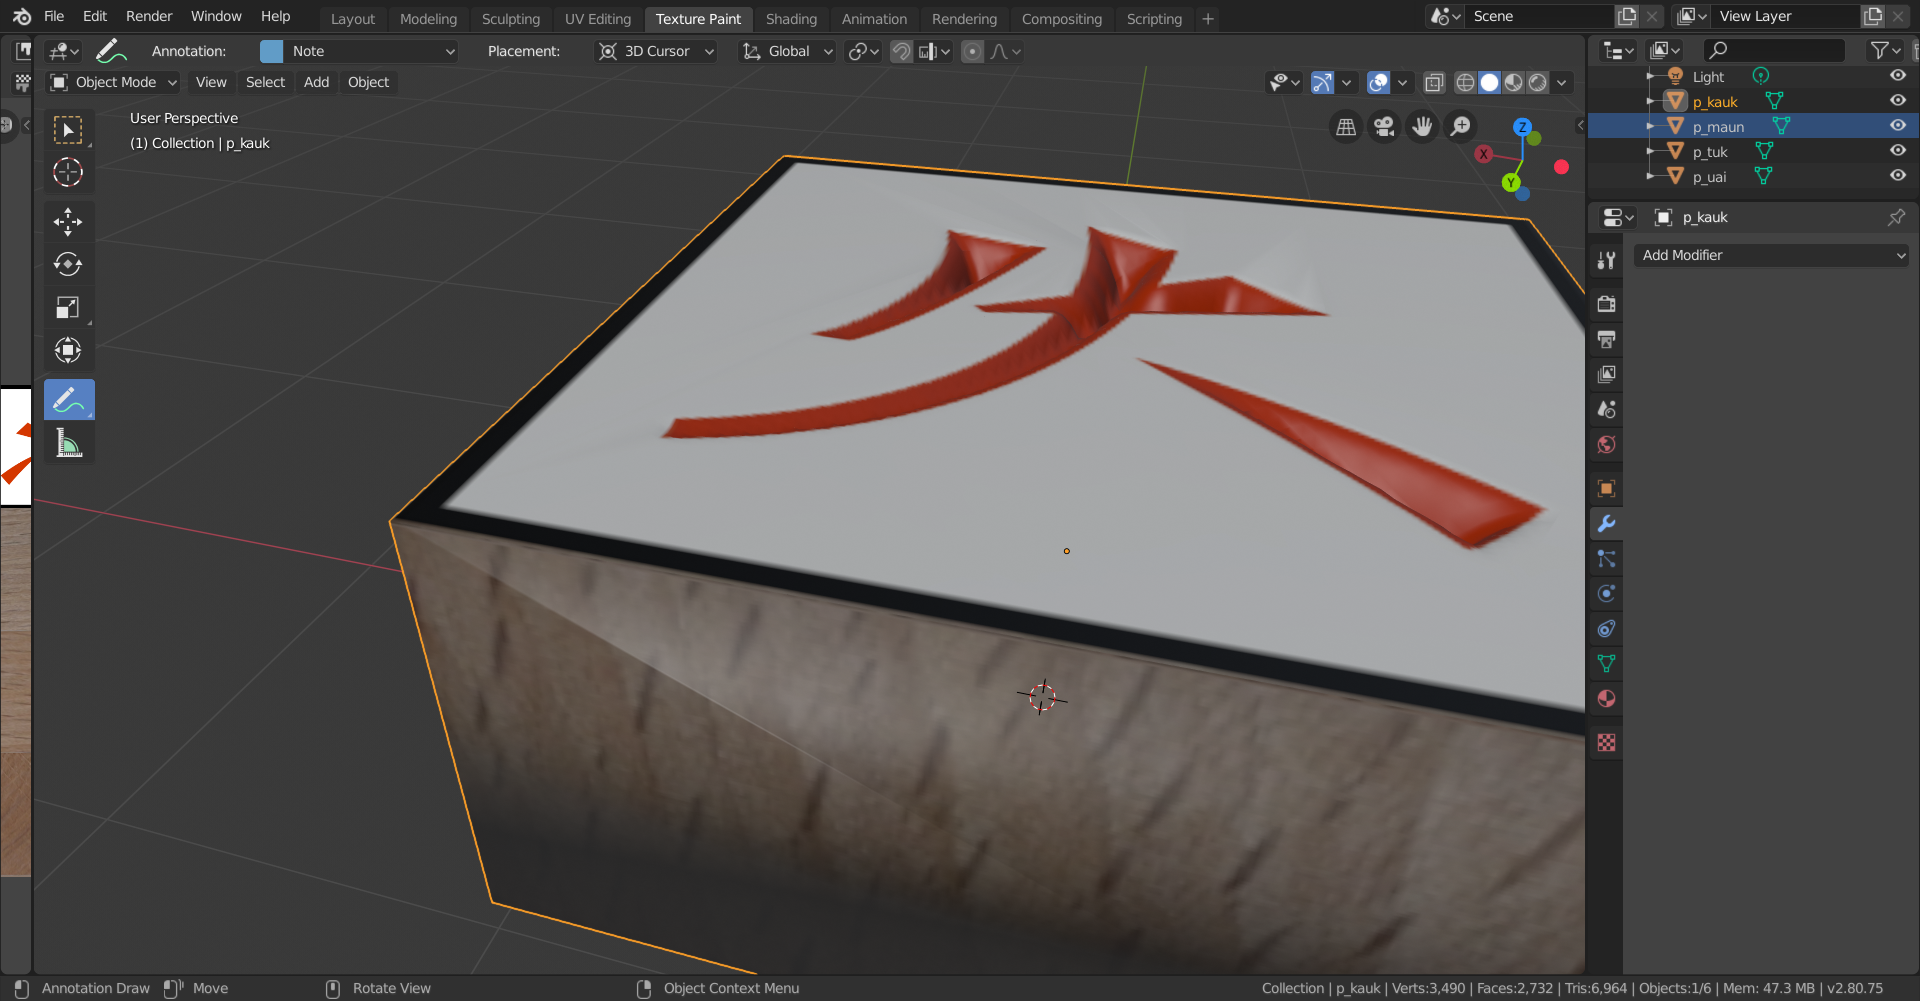 File Edit Render Window Help Layout Modeling Sculpting UV Editing Texture Paint Shading Animation Rendering Compositing Scripting + Scene View Layer
Annotation: Note Placement: 3D Cursor Global
Object Mode View Select Add Object
User Perspective
(1) Collection | p_kauk
Z
X
Y
Light
p_kauk
p_maun
p_tuk
p_uai
p_kauk
Add Modifier
Annotation Draw Move Rotate View Object Context Menu Collection | p_kauk | Verts:3,490 | Faces:2,732 | Tris:6,964 | Objects:1/6 | Mem: 47.3 MB | v2.80.75